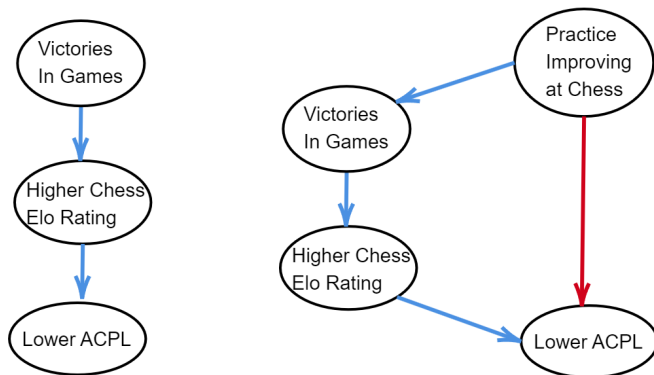 Victories
In Games
Higher Chess
Elo Rating
Lower ACPL
Practice
Improving
at Chess
Victories
In Games
Higher Chess
Elo Rating
Lower ACPL